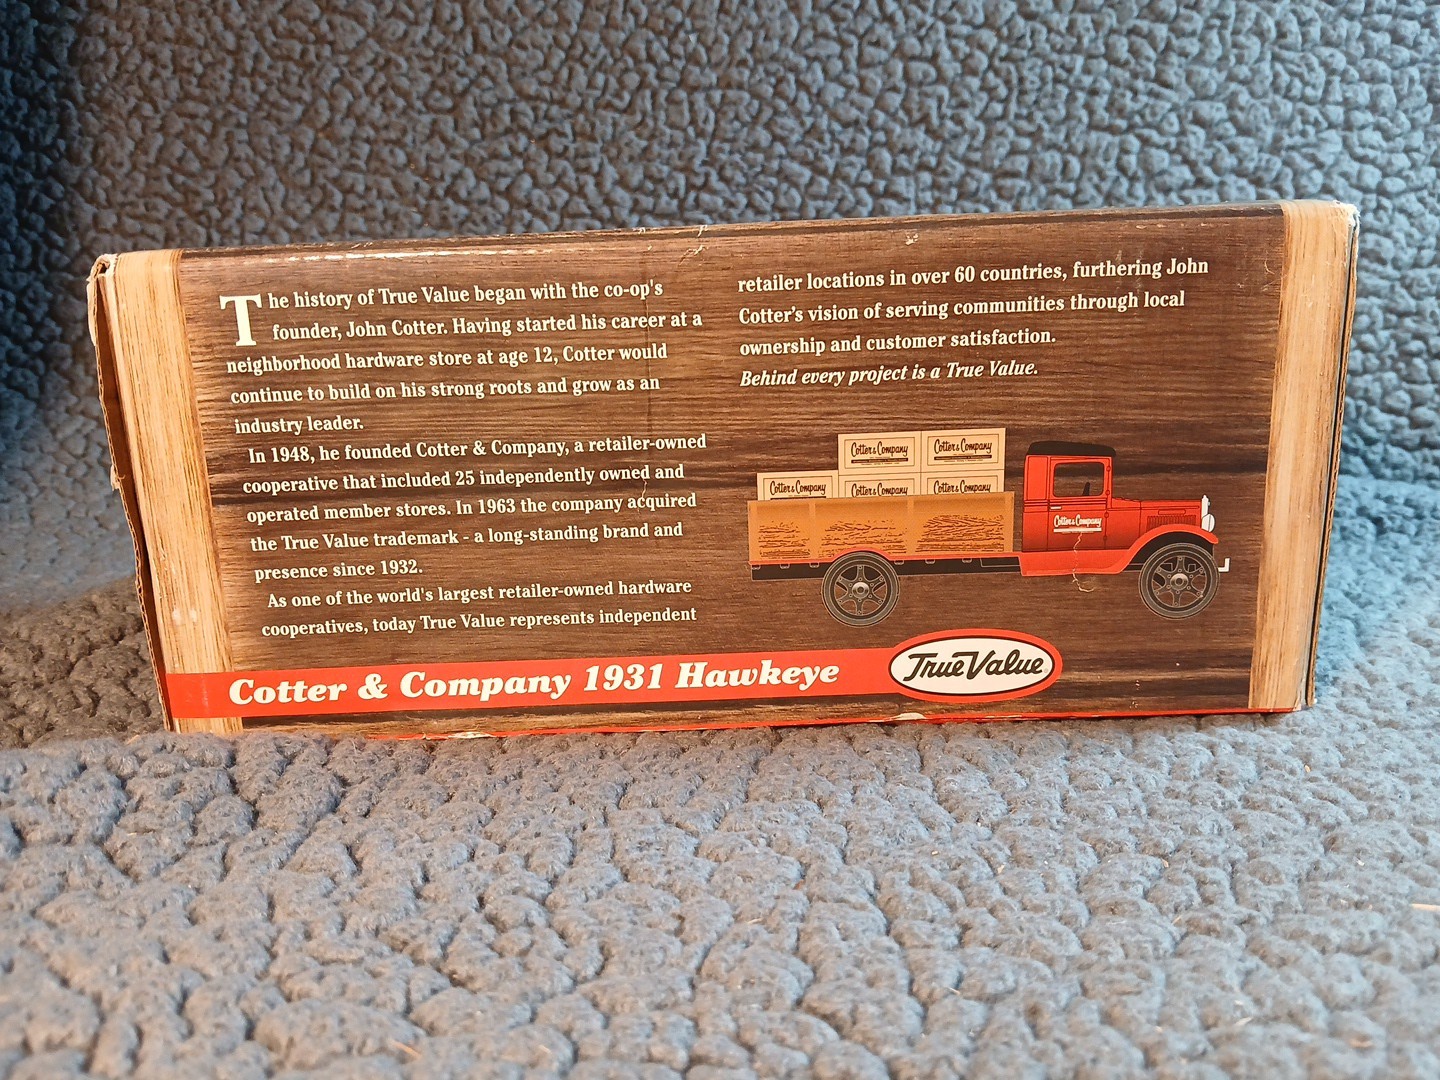 The history of True Value began with the co-op's
founder, John Cotter. Having started his career at a
neighborhood hardware store at age 12, Cotter would
continue to build on his strong roots and grow as an
industry leader.
In 1948, he founded Cotter & Company, a retailer-owned
cooperative that included 25 independently owned and
operated member stores. In 1963 the company acquired
the True Value trademark - a long-standing brand and
presence since 1932.
As one of the world's largest retailer-owned hardware
cooperatives, today True Value represents independent
retailer locations in over 60 countries, furthering John
Cotter's vision of serving communities through local
ownership and customer satisfaction.
Behind every project is a True Value.
Cotter & Company
Cotter & Company
Cotter & Company
Cotter & Company
Cotter & Company
Cotter & Company
Cotter & Company 1931 Hawkeye
True Value